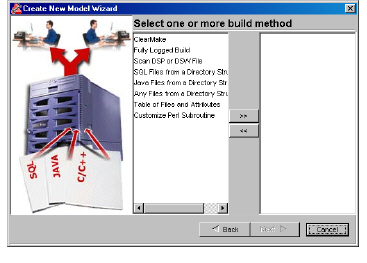 Create New Model Wizard
Select one or more build method
ClearMake
Fully Logged Build
Scan DSP or DSW File
SQL Files from a Directory Stru
Java Files from a Directory Stru
Any Files from a Directory Stru
Table of Files and Attributes
Customize Perl Subroutine
>>
<<
SQL
JAVA
C/C++
Back
Next
Cancel